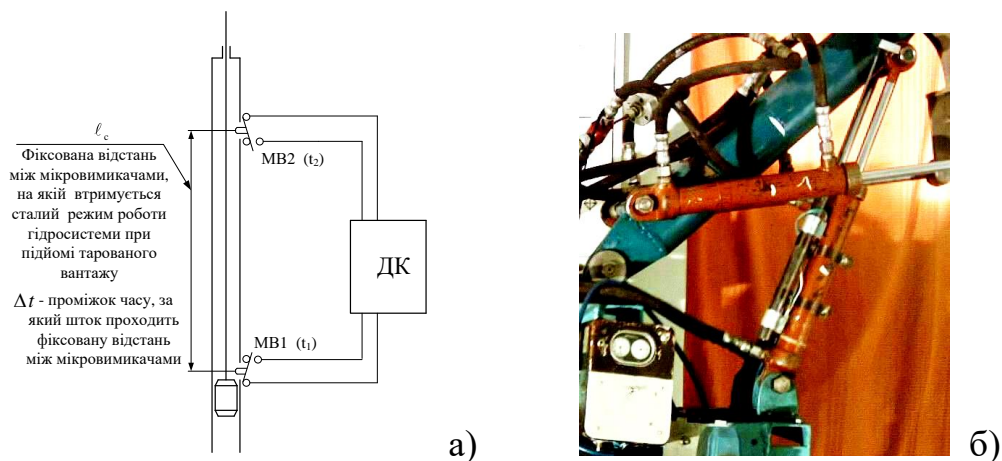 ℓ с
Фіксована відстань
між мікровимикачами,
на якій втримується
сталий режим роботи
гідросистеми при
підйомі тарованого
вантажу
Δt - проміжок часу, за
який шток проходить
фіксовану відстань
між мікровимикачами
МВ2 (t₂)
ДК
МВ1 (t₁)
а)
б)